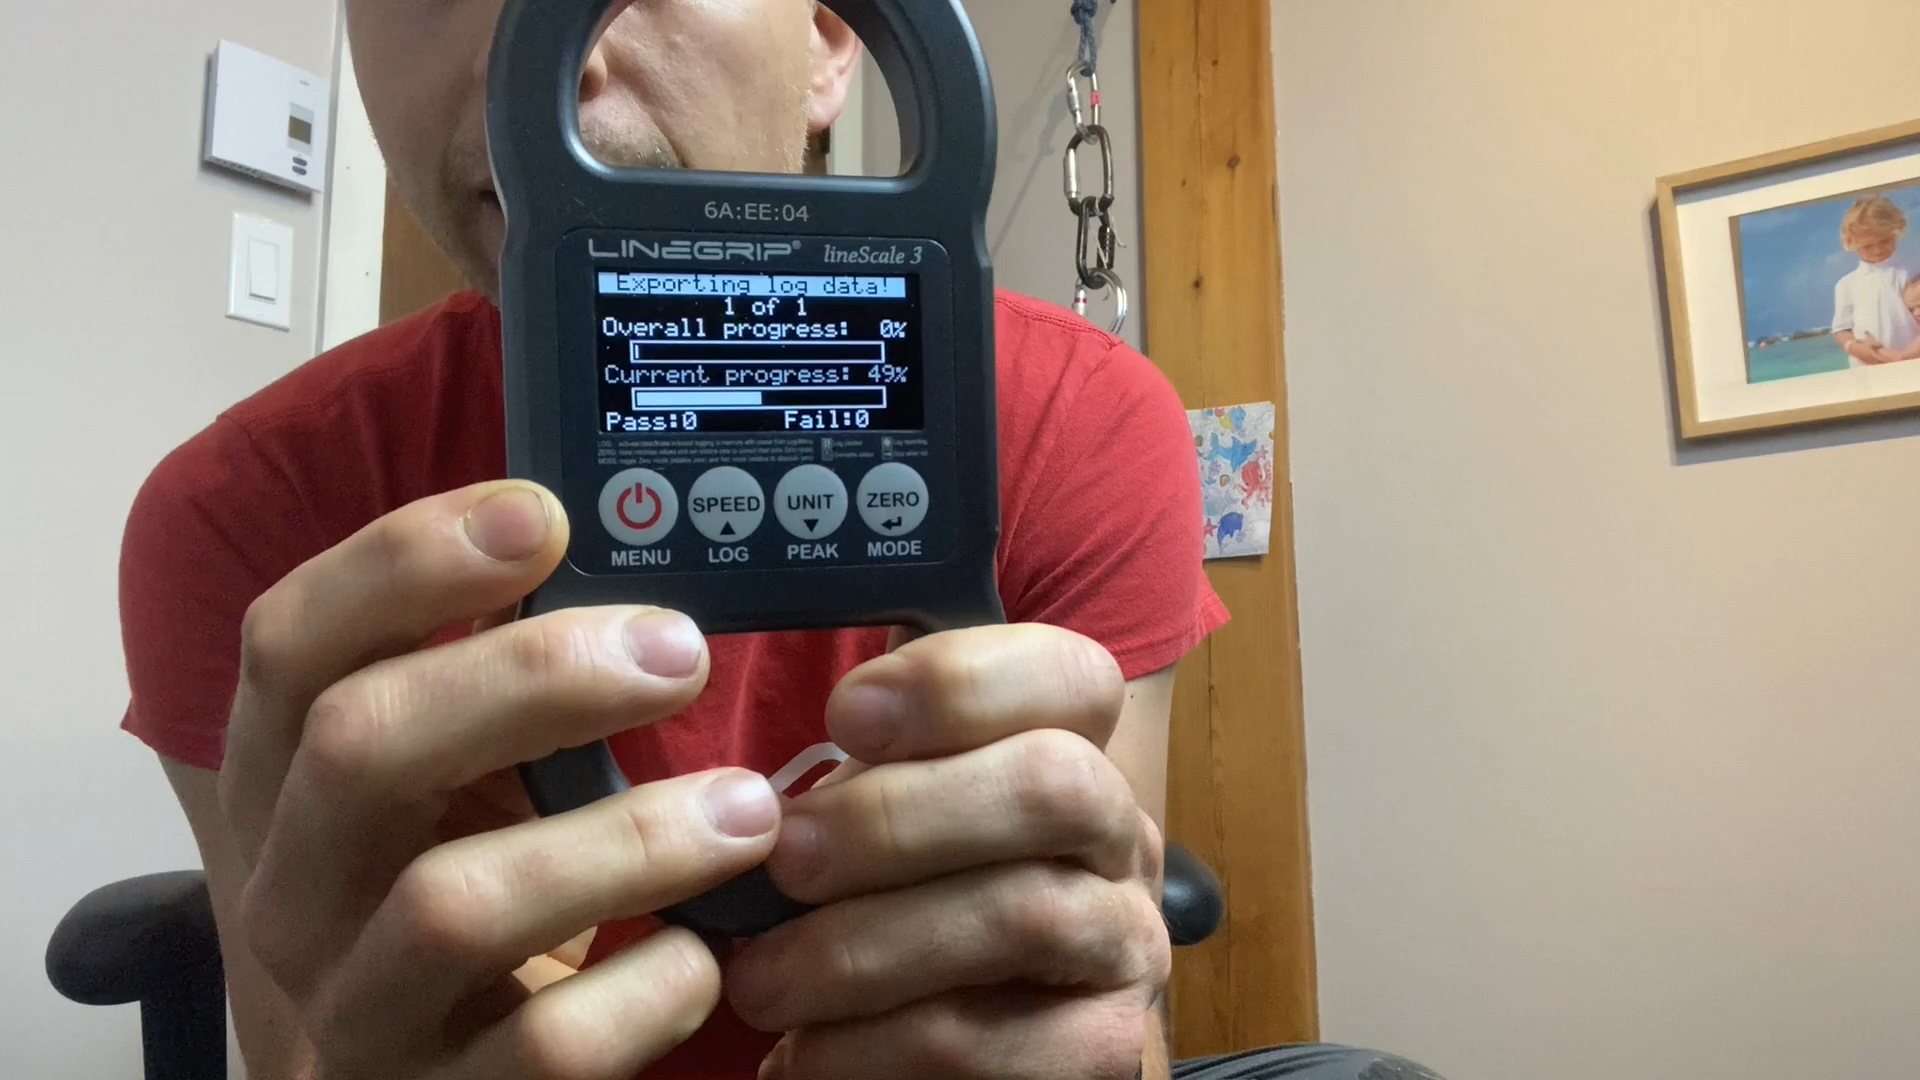 6A:EE:04
LINEGRIP® lineScale 3
Exporting log data!
1 of 1
Overall progress: 0%
Current progress: 49%
Pass:0 Fail:0
SPEED UNIT ZERO
MENU LOG PEAK MODE